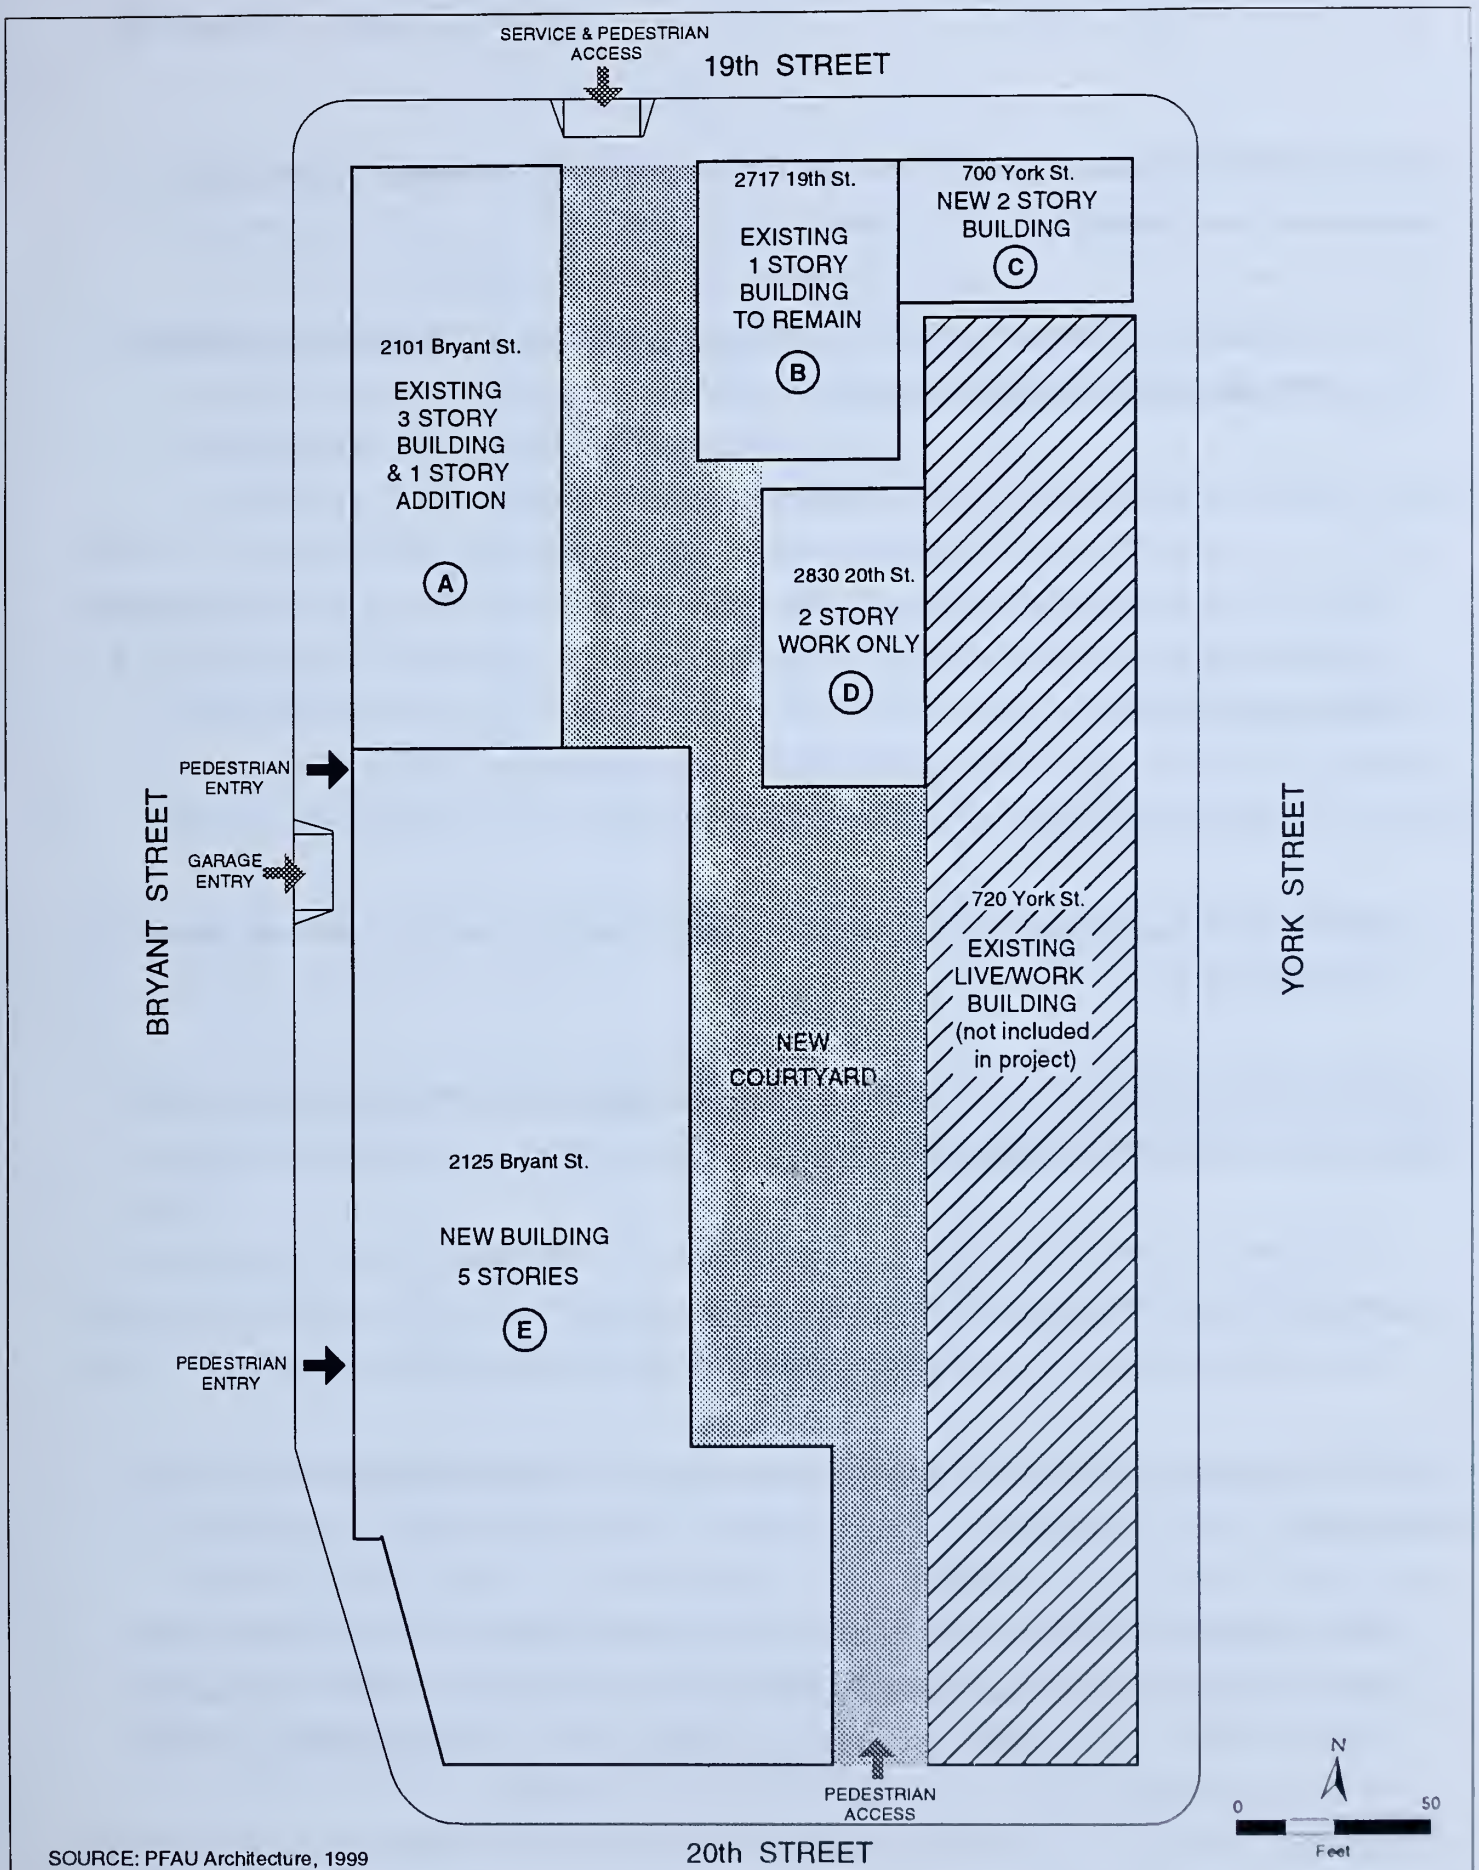 SERVICE & PEDESTRIAN
ACCESS
19th STREET
2717 19th St.
EXISTING
1 STORY
BUILDING
TO REMAIN
B
700 York St.
NEW 2 STORY
BUILDING
C
2101 Bryant St.
EXISTING
3 STORY
BUILDING
& 1 STORY
ADDITION
A
2830 20th St.
2 STORY
WORK ONLY
D
PEDESTRIAN
ENTRY
GARAGE
ENTRY
BRYANT STREET
YORK STREET
720 York St.
EXISTING
LIVE/WORK
BUILDING
(not included
in project)
NEW
COURTYARD
2125 Bryant St.
NEW BUILDING
5 STORIES
E
PEDESTRIAN
ENTRY
PEDESTRIAN
ACCESS
N
0 50
Feet
20th STREET
SOURCE: PFAU Architecture, 1999